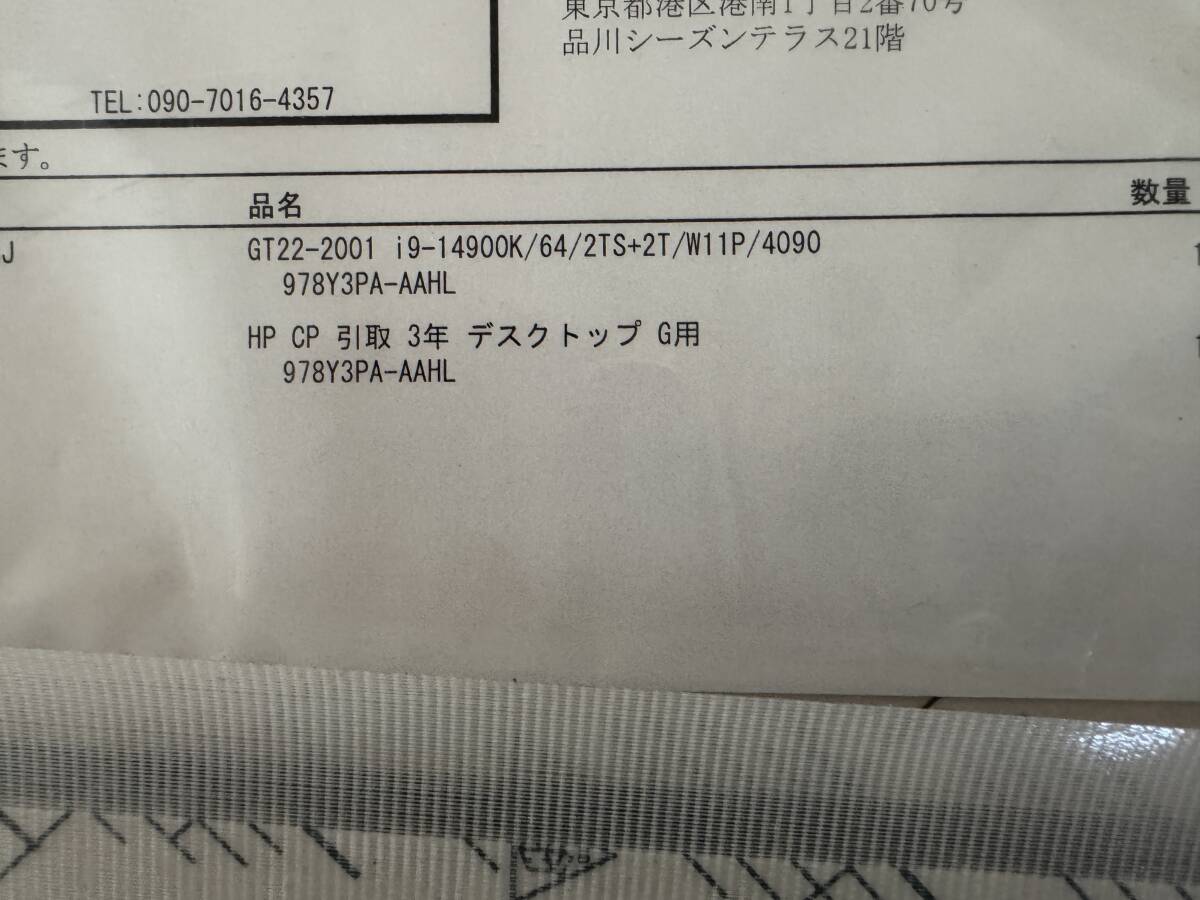 東京都港区港南1丁目2番70号
品川シーズンテラス21階
TEL:090-7016-4357
ます。
品名 数量
J GT22-2001 i9-14900K/64/2TS+2T/W11P/4090
978Y3PA-AAHL
HP CP 引取 3年 デスクトップ G用
978Y3PA-AAHL